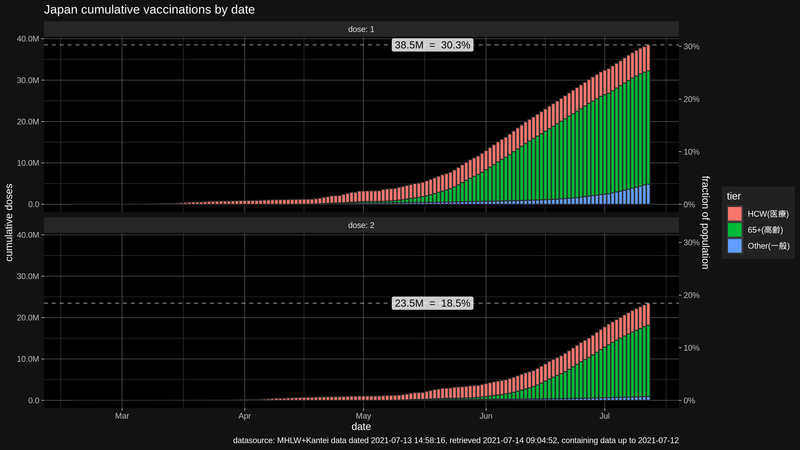 Japan cumulative vaccinations by date
dose: 1
40.0M
30.0M
20.0M
10.0M
0.0
38.5M = 30.3%
30%
20%
10%
0%
dose: 2
40.0M
30.0M
20.0M
10.0M
0.0
23.5M = 18.5%
30%
20%
10%
0%
cumulative doses
fraction of population
tier
HCW(医療)
65+(高齢)
Other(一般)
Mar
Apr
May
Jun
Jul
date
datasource: MHLW+Kantei data dated 2021-07-13 14:58:16, retrieved 2021-07-14 09:04:52, containing data up to 2021-07-12